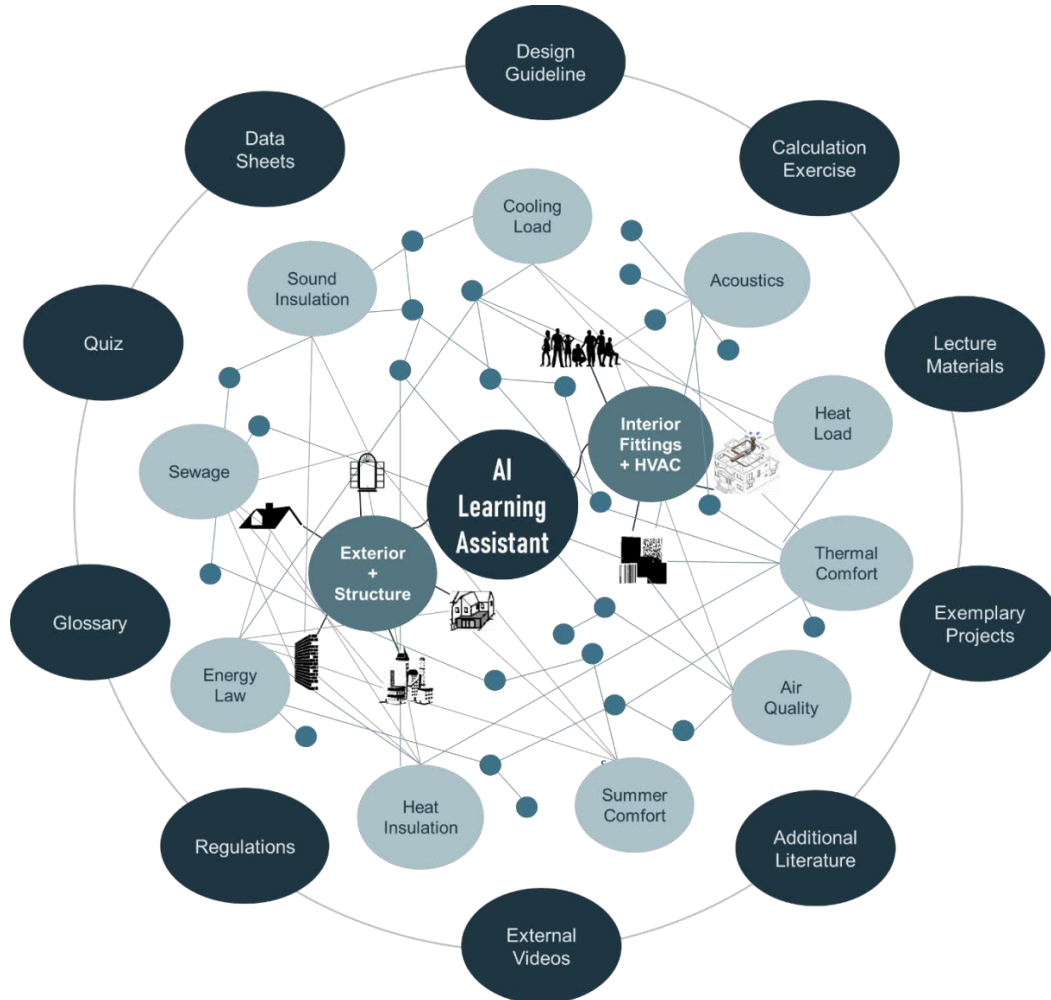 Design
Guideline
Data
Sheets
Calculation
Exercise
Cooling
Load
Sound
Insulation
Acoustics
Quiz
Lecture
Materials
Interior
Fittings
+ HVAC
Heat
Load
Sewage
AI
Learning
Assistant
Exterior
+
Structure
Thermal
Comfort
Glossary
Exemplary
Projects
Energy
Law
Air
Quality
Heat
Insulation
Summer
Comfort
Regulations
Additional
Literature
External
Videos